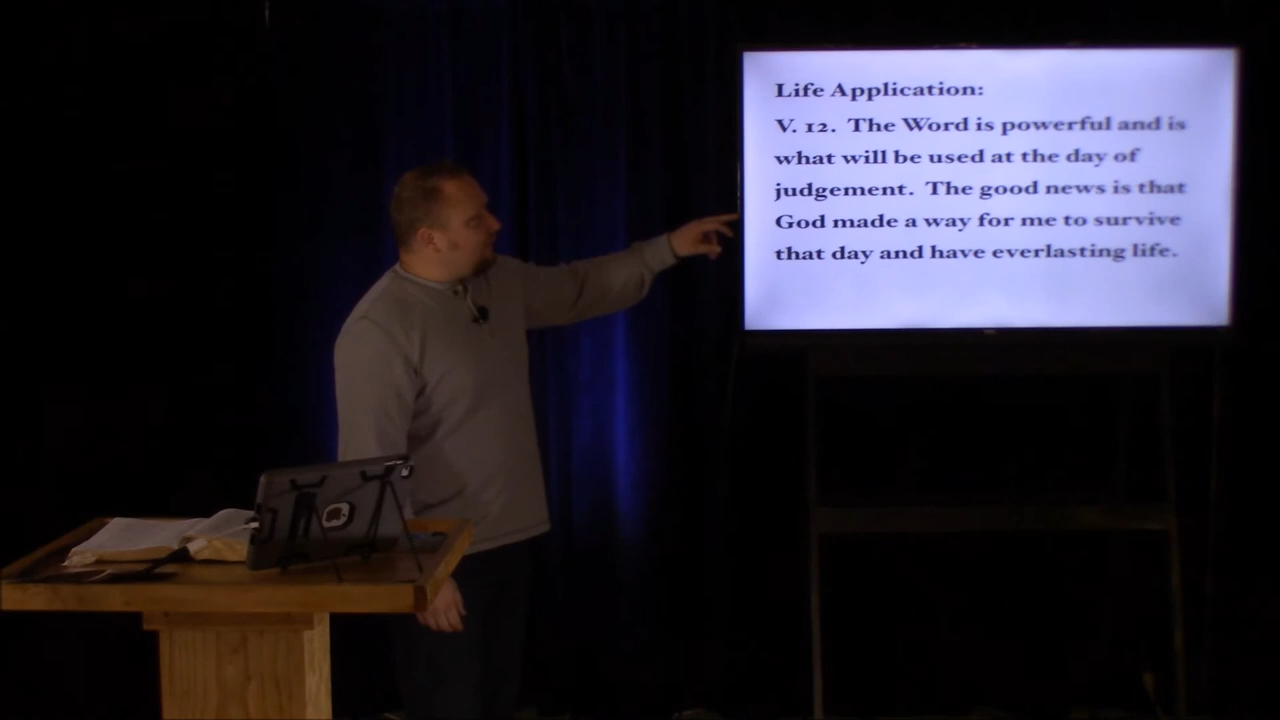 Life Application:
V. 12. The Word is powerful and is
what will be used at the day of
judgement. The good news is that
God made a way for me to survive
that day and have everlasting life.